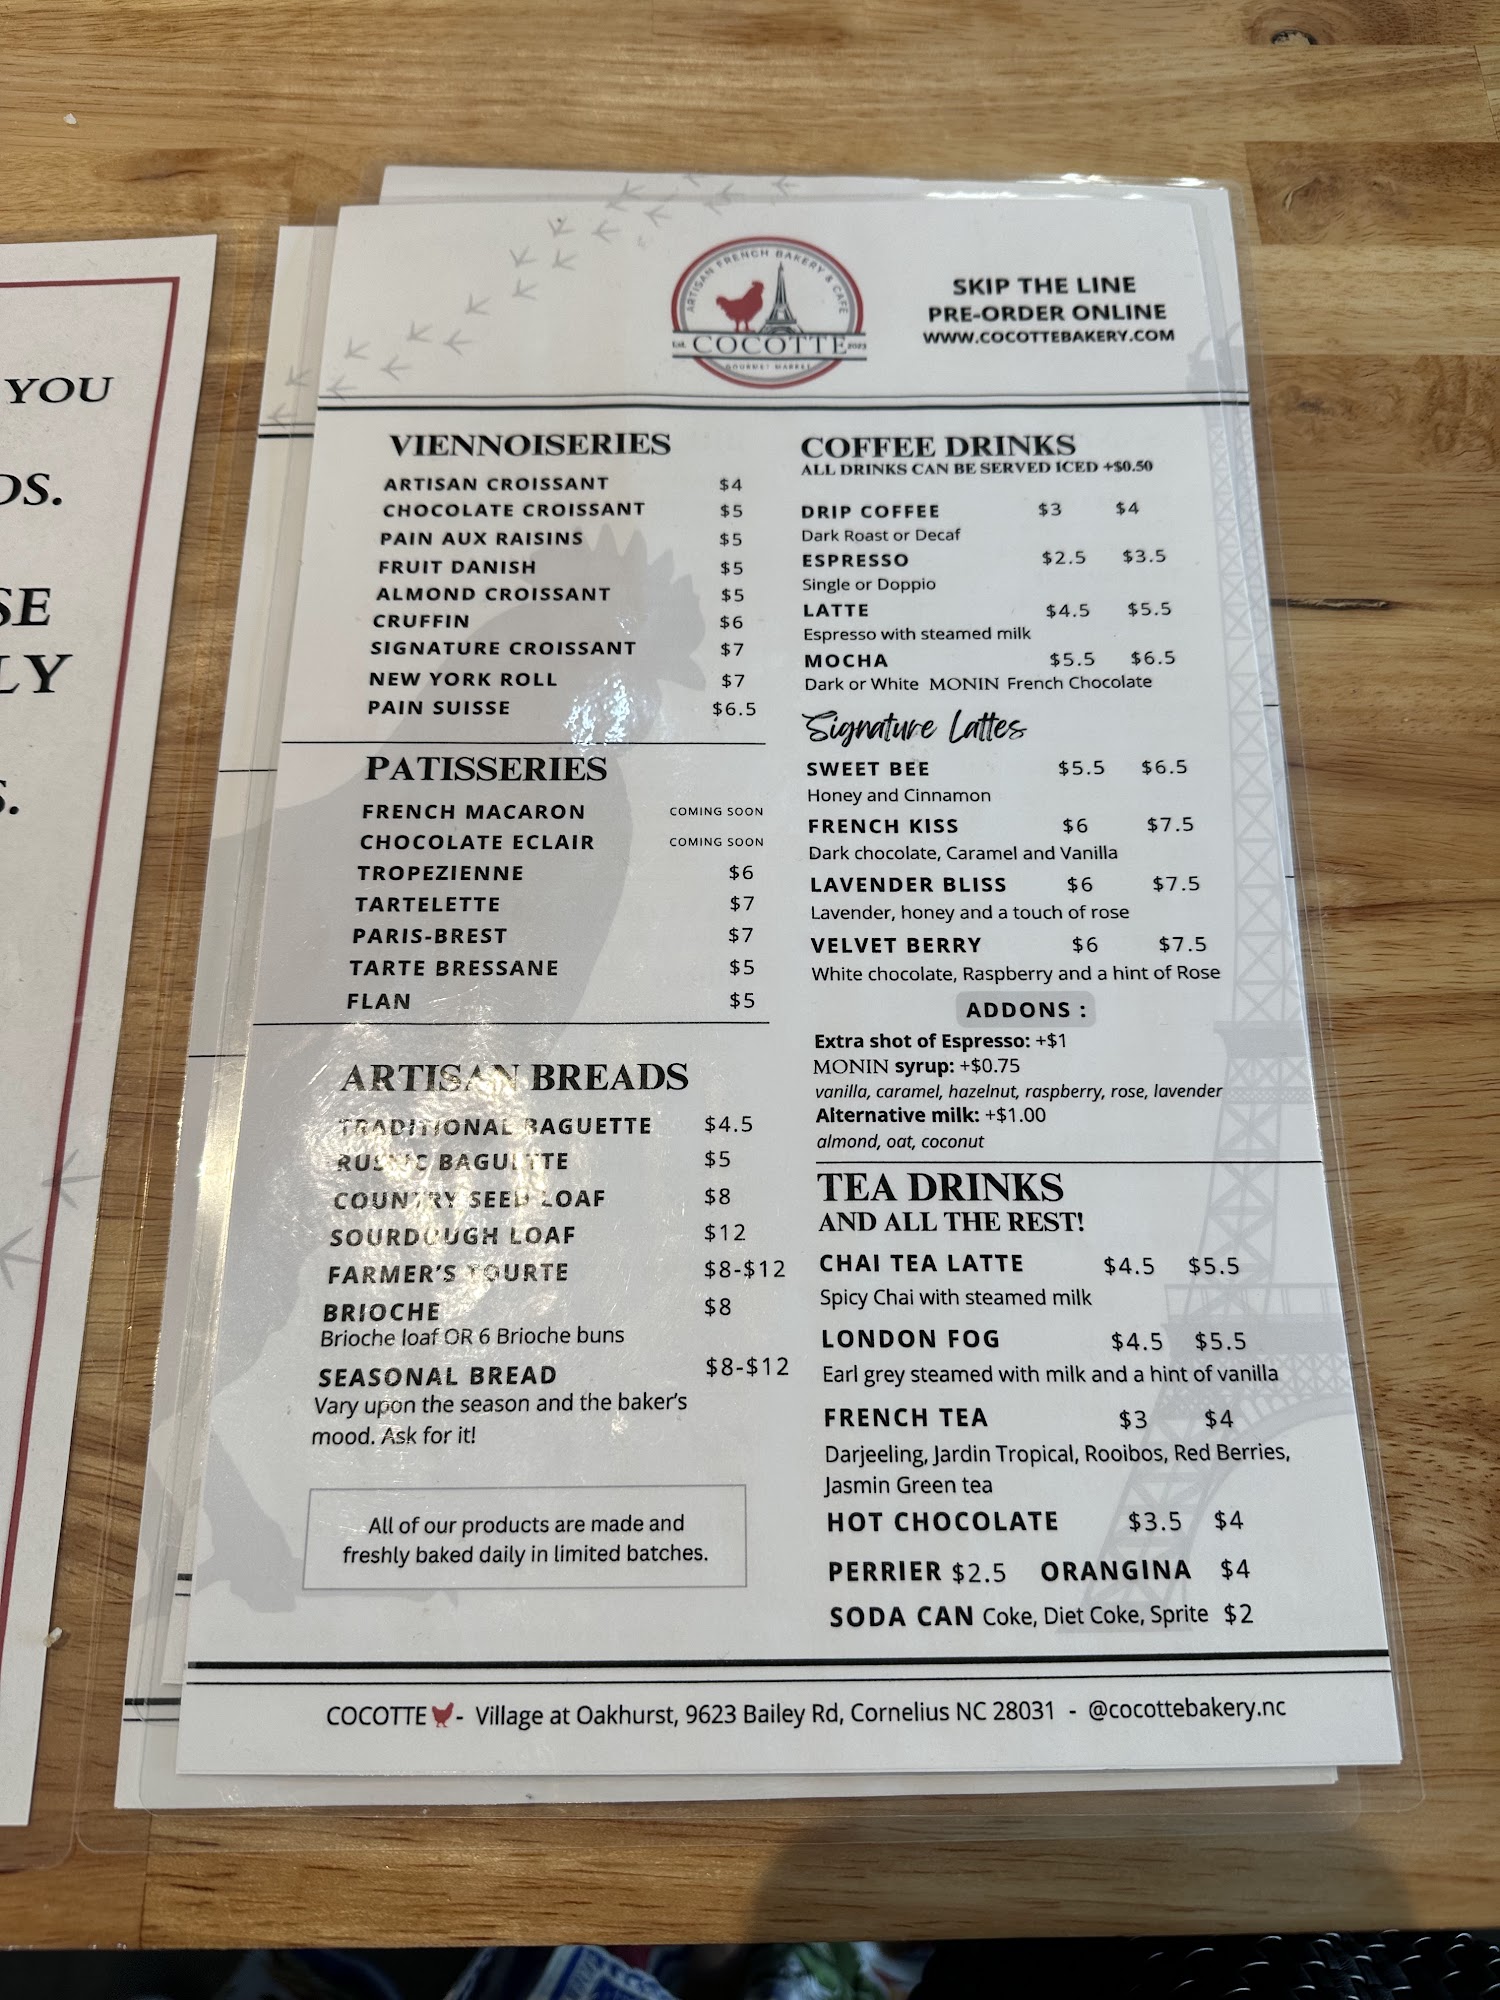 YOU
DS.
SE
LY
S.
ARTISAN FRENCH BAKERY & CAFE
Est. COCOTTE 2023
GOURMET MARKET
SKIP THE LINE
PRE-ORDER ONLINE
WWW.COCOTTEBAKERY.COM
VIENNOISERIES
ARTISAN CROISSANT $4
CHOCOLATE CROISSANT $5
PAIN AUX RAISINS $5
FRUIT DANISH $5
ALMOND CROISSANT $5
CRUFFIN $6
SIGNATURE CROISSANT $7
NEW YORK ROLL $7
PAIN SUISSE $6.5
PATISSERIES
FRENCH MACARON COMING SOON
CHOCOLATE ECLAIR COMING SOON
TROPEZIENNE $6
TARTELETTE $7
PARIS-BREST $7
TARTE BRESSANE $5
FLAN $5
ARTISAN BREADS
TRADITIONAL BAGUETTE $4.5
RUSTIC BAGUETTE $5
COUNTRY SEED LOAF $8
SOURDOUGH LOAF $12
FARMER'S TOURTE $8-$12
BRIOCHE $8
Brioche loaf OR 6 Brioche buns
SEASONAL BREAD $8-$12
Vary upon the season and the baker's
mood. Ask for it!
All of our products are made and
freshly baked daily in limited batches.
COFFEE DRINKS
ALL DRINKS CAN BE SERVED ICED +$0.50
DRIP COFFEE $3 $4
Dark Roast or Decaf
ESPRESSO $2.5 $3.5
Single or Doppio
LATTE $4.5 $5.5
Espresso with steamed milk
MOCHA $5.5 $6.5
Dark or White MONIN French Chocolate
Signature Lattes
SWEET BEE $5.5 $6.5
Honey and Cinnamon
FRENCH KISS $6 $7.5
Dark chocolate, Caramel and Vanilla
LAVENDER BLISS $6 $7.5
Lavender, honey and a touch of rose
VELVET BERRY $6 $7.5
White chocolate, Raspberry and a hint of Rose
ADDONS :
Extra shot of Espresso: +$1
MONIN syrup: +$0.75
vanilla, caramel, hazelnut, raspberry, rose, lavender
Alternative milk: +$1.00
almond, oat, coconut
TEA DRINKS
AND ALL THE REST!
CHAI TEA LATTE $4.5 $5.5
Spicy Chai with steamed milk
LONDON FOG $4.5 $5.5
Earl grey steamed with milk and a hint of vanilla
FRENCH TEA $3 $4
Darjeeling, Jardin Tropical, Rooibos, Red Berries,
Jasmin Green tea
HOT CHOCOLATE $3.5 $4
PERRIER $2.5 ORANGINA $4
SODA CAN Coke, Diet Coke, Sprite $2
COCOTTE - Village at Oakhurst, 9623 Bailey Rd, Cornelius NC 28031 - @cocottebakery.nc